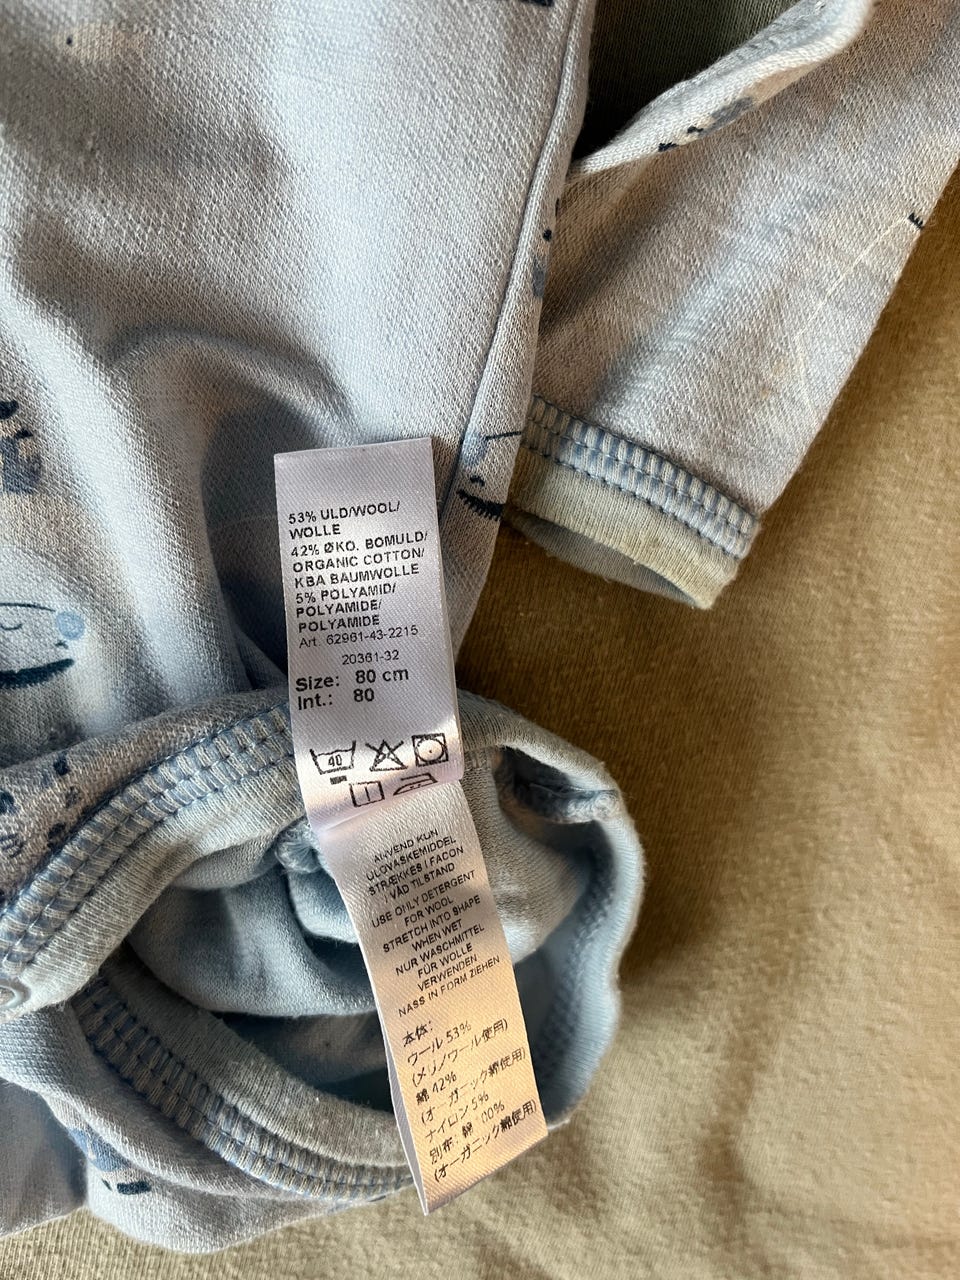 53% ULD/WOOL/
WOLLE
42% ØKO. BOMULD/
ORGANIC COTTON/
KBA BAUMWOLLE
5% POLYAMID/
POLYAMIDE/
POLYAMIDE
Art. 62961-43-2215
20361-32
Size: 80 cm
Int.: 80
40
ANVEND KUN
ULDVASKEMIDDEL
STRÆKKES I FACON
I VÅD TILSTAND
USE ONLY DETERGENT
FOR WOOL
STRETCH INTO SHAPE
WHEN WET
NUR WASCHMITTEL
FÜR WOLLE
VERWENDEN
NASS IN FORM ZIEHEN
本体:
ウール 53%
(メリノウール使用)
綿 42%
(オーガニック綿使用)
ナイロン 5%
別布: 綿 00%
(オーガニック綿使用)